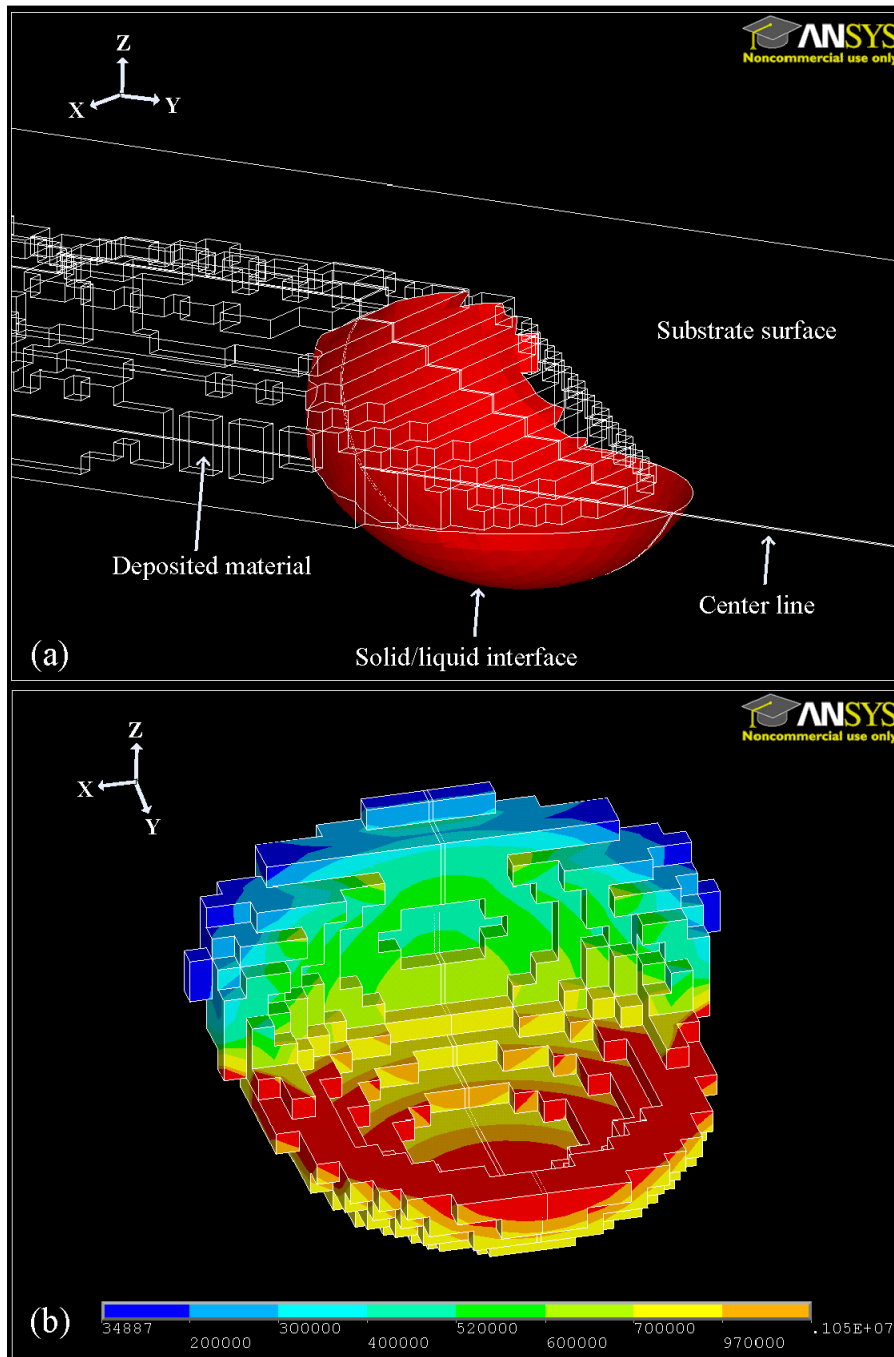 ANSYS
Noncommercial use only
Z
X
Y
Substrate surface
Deposited material
Center line
Solid/liquid interface
(a)
ANSYS
Noncommercial use only
Z
X
Y
(b)
34887 300000 520000 700000 .105E+07
200000 400000 600000 970000